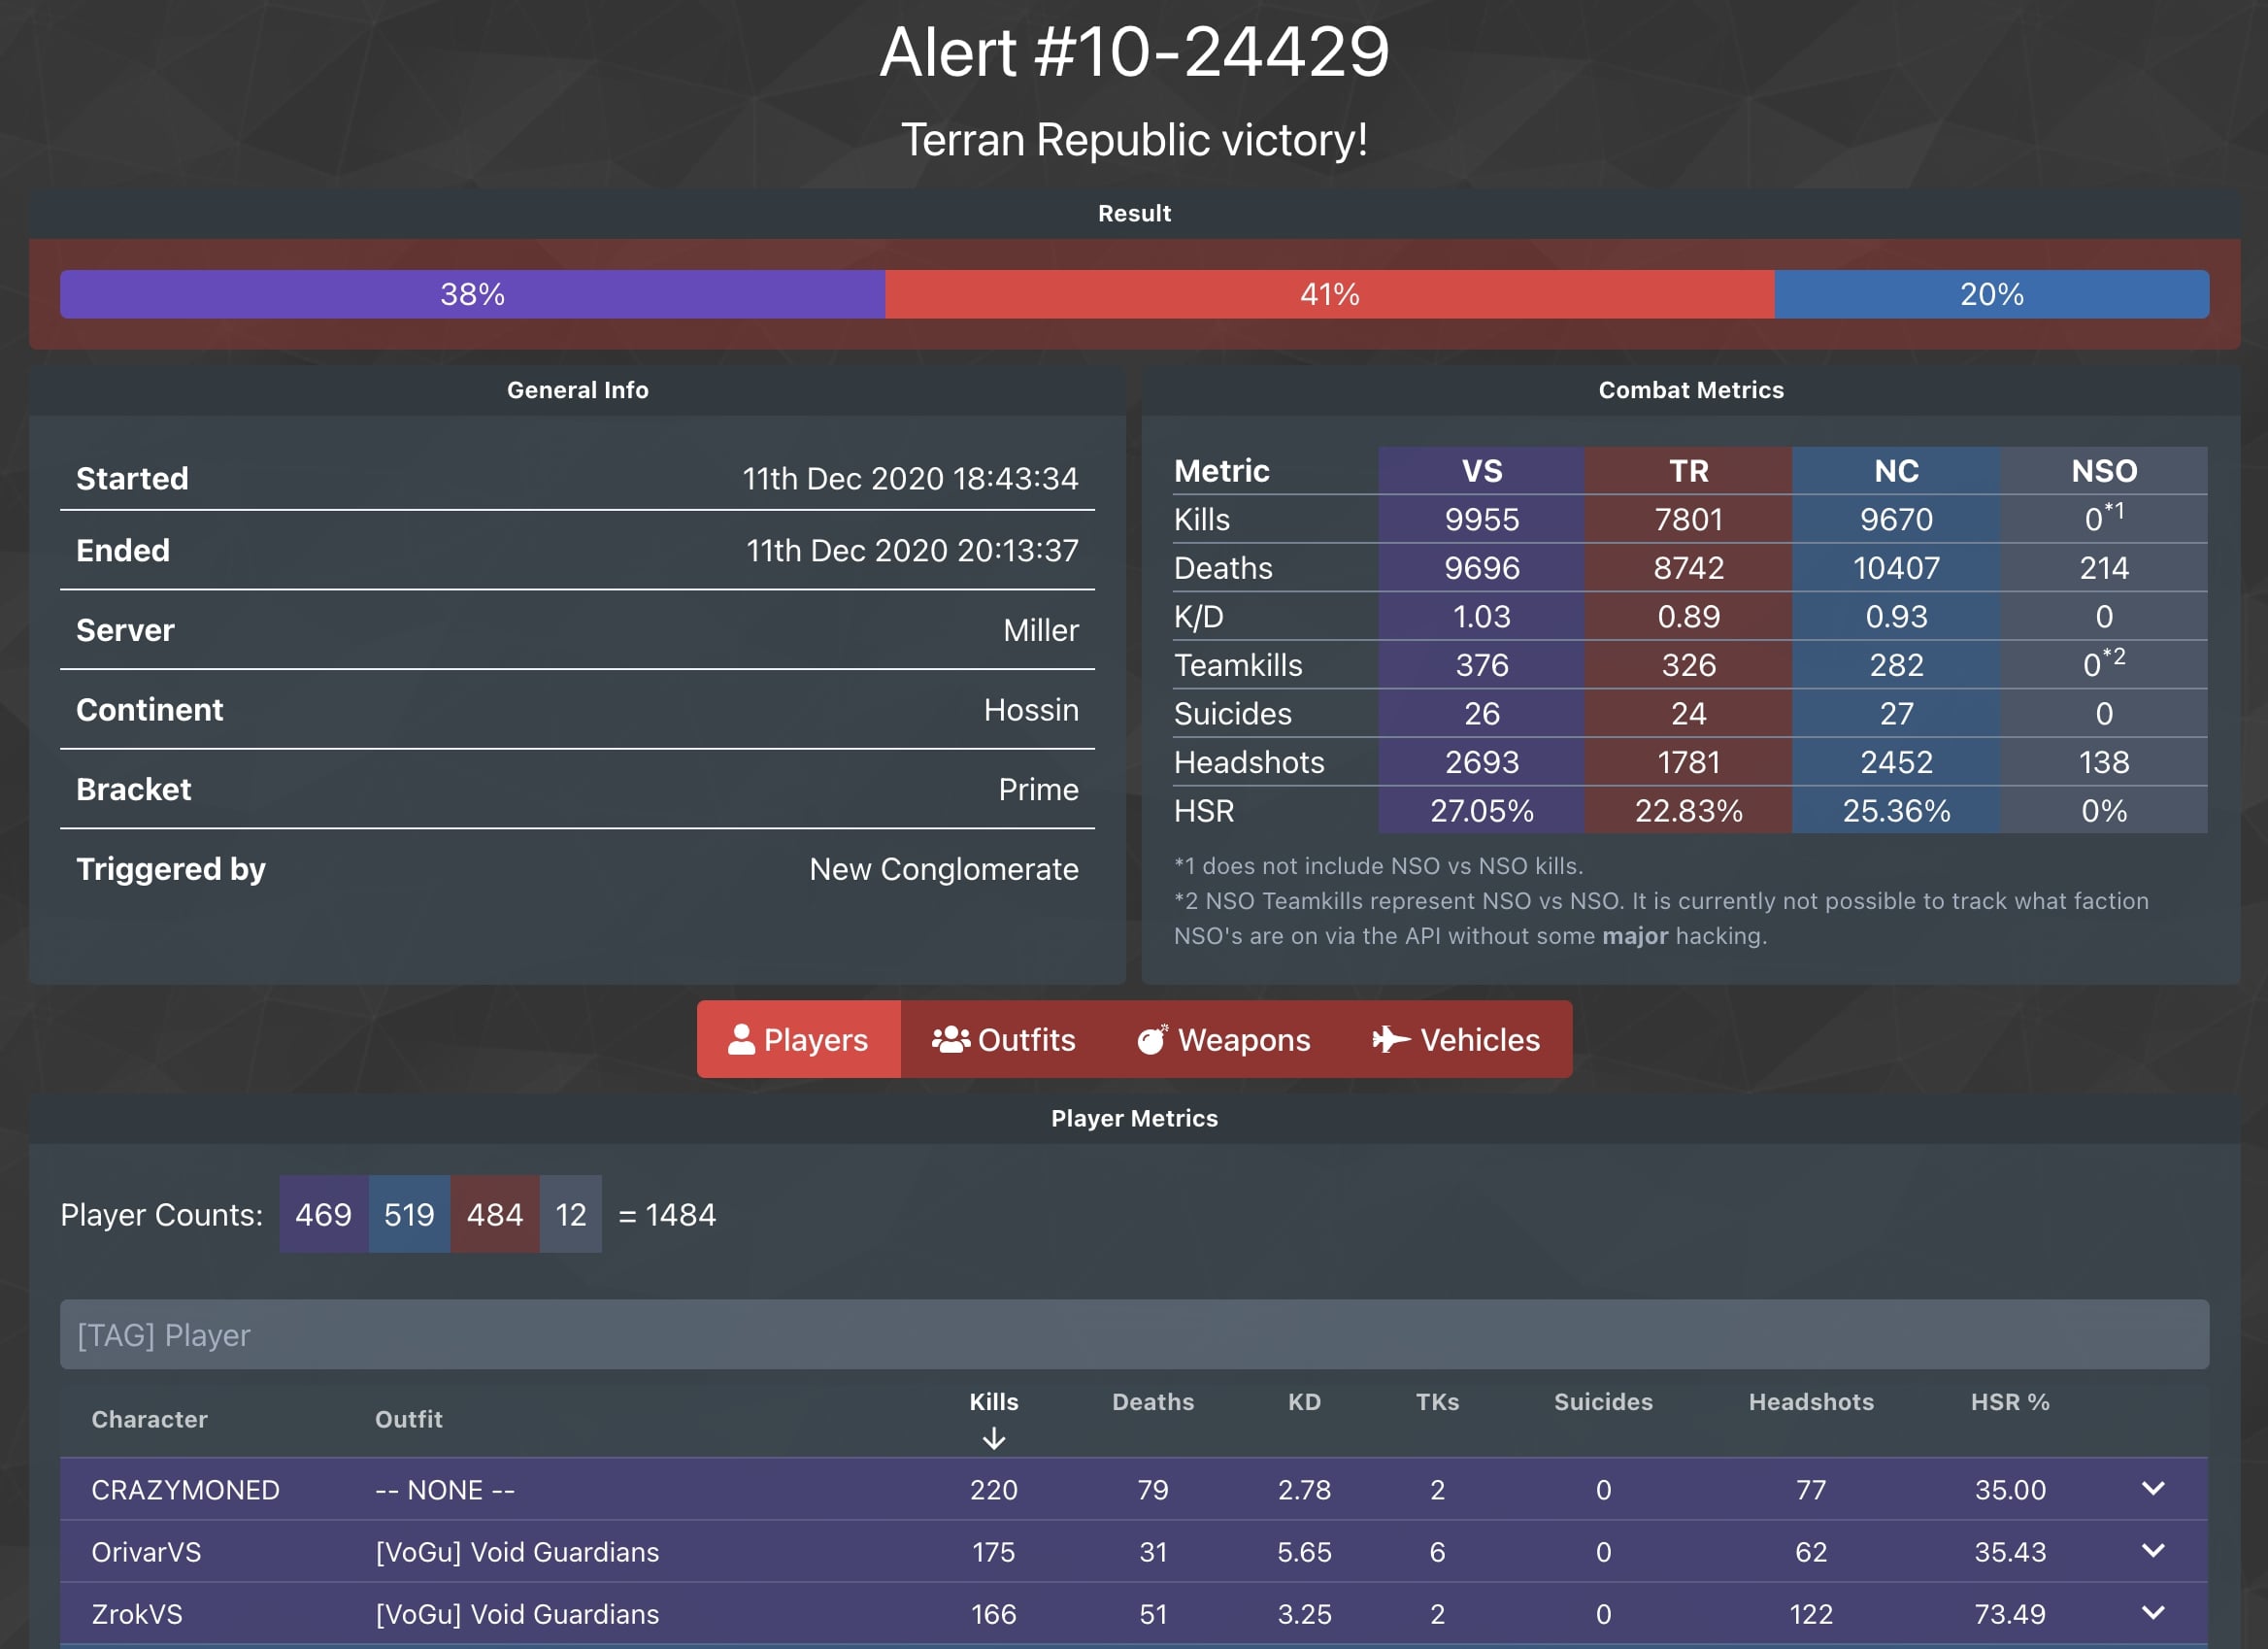 Alert #10-24429
Terran Republic victory!
Result
38% 41% 20%
General Info
Started 11th Dec 2020 18:43:34
Ended 11th Dec 2020 20:13:37
Server Miller
Continent Hossin
Bracket Prime
Triggered by New Conglomerate
Combat Metrics
Metric VS TR NC NSO
Kills 9955 7801 9670 0*1
Deaths 9696 8742 10407 214
K/D 1.03 0.89 0.93 0
Teamkills 376 326 282 0*2
Suicides 26 24 27 0
Headshots 2693 1781 2452 138
HSR 27.05% 22.83% 25.36% 0%
*1 does not include NSO vs NSO kills.
*2 NSO Teamkills represent NSO vs NSO. It is currently not possible to track what faction
NSO's are on via the API without some major hacking.
Players Outfits Weapons Vehicles
Player Metrics
Player Counts: 469 519 484 12 = 1484
[TAG] Player
Character Outfit Kills Deaths KD TKs Suicides Headshots HSR %
CRAZYMONED -- NONE -- 220 79 2.78 2 0 77 35.00
OrivarVS [VoGu] Void Guardians 175 31 5.65 6 0 62 35.43
ZrokVS [VoGu] Void Guardians 166 51 3.25 2 0 122 73.49